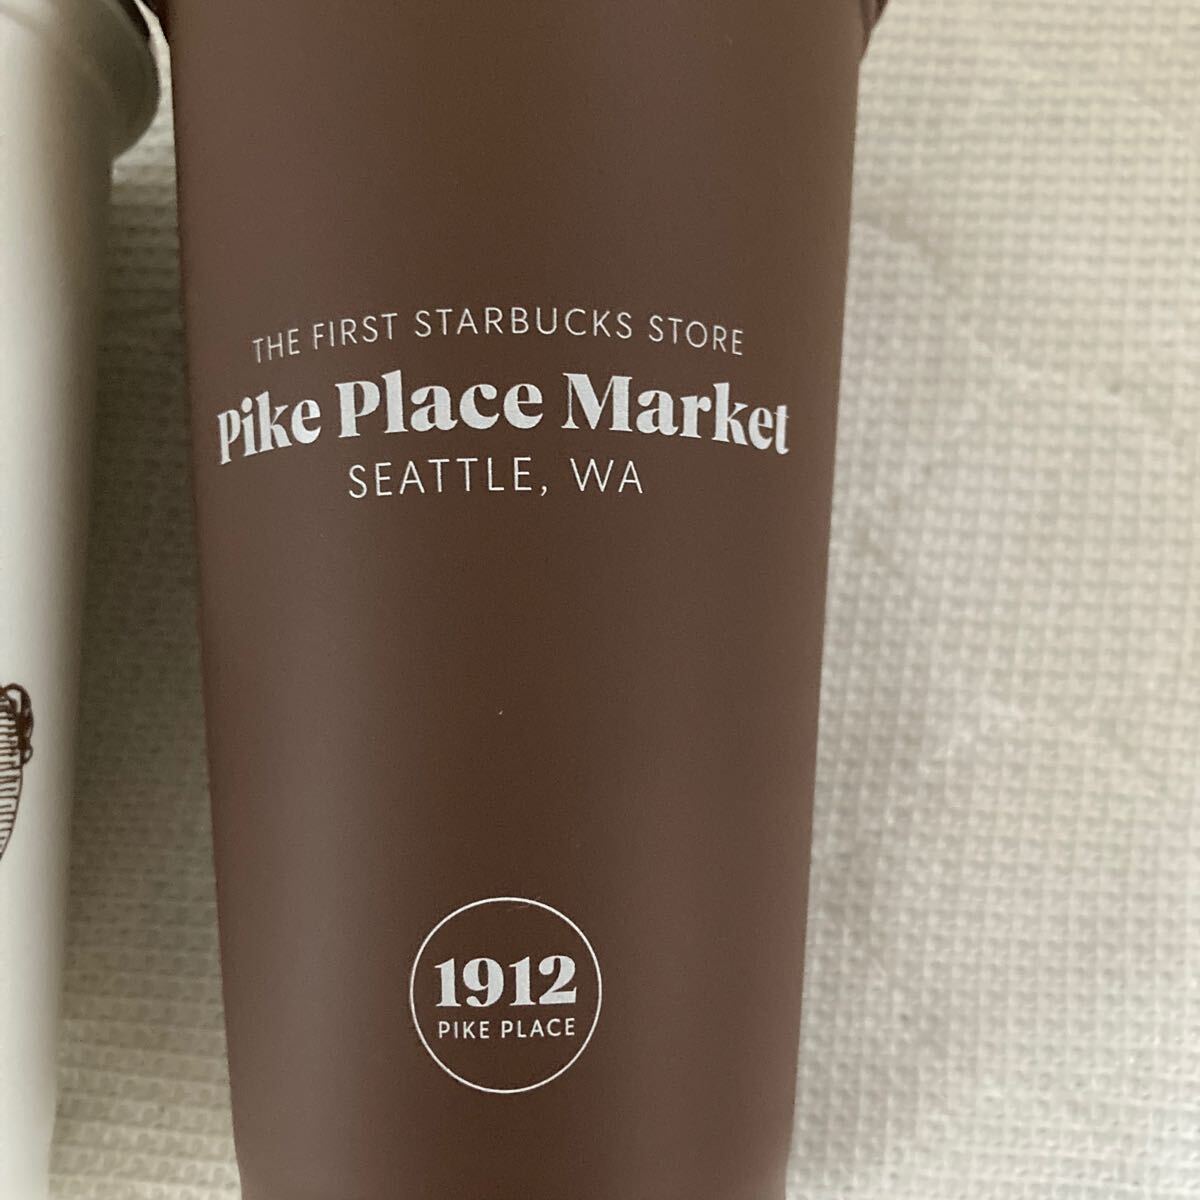 THE FIRST STARBUCKS STORE
Pike Place Market
SEATTLE, WA
1912
PIKE PLACE